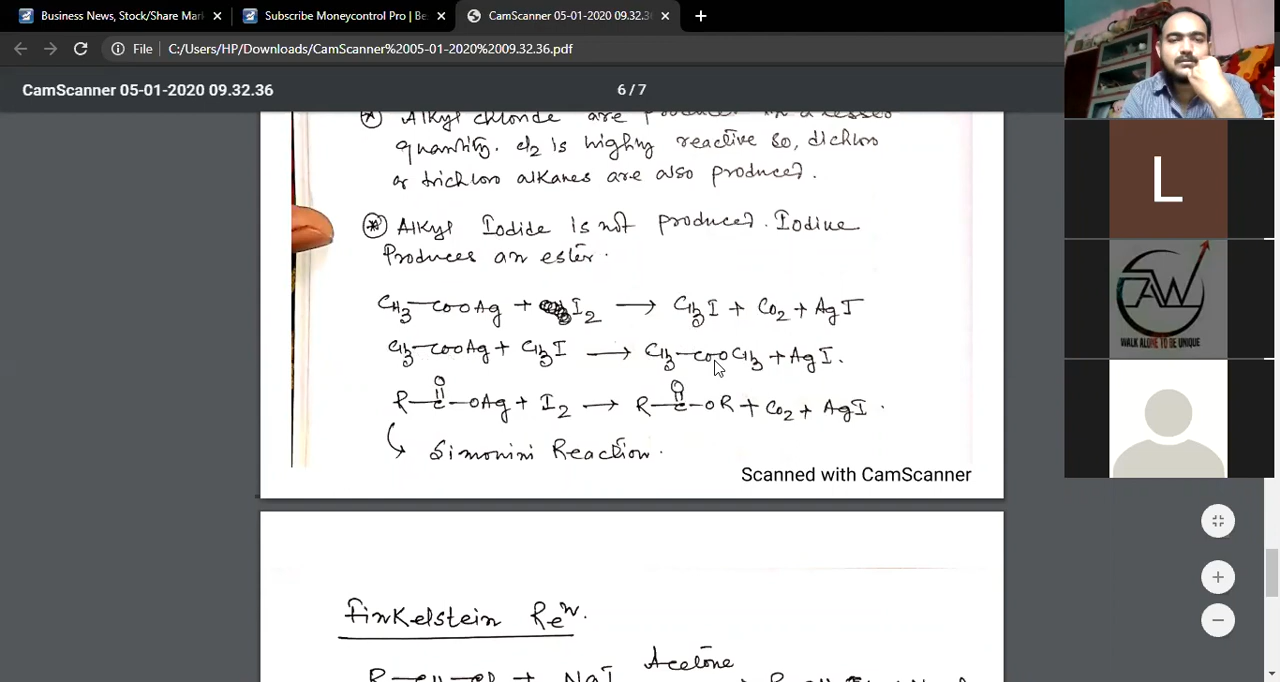 Business News, Stock/Share Mark
Subscribe Moneycontrol Pro | Be
CamScanner 05-01-2020 09.32.3
File C:/Users/HP/Downloads/CamScanner%2005-01-2020%2009.32.36.pdf
CamScanner 05-01-2020 09.32.36
6 / 7
Alkyl chloride are produced in a lesser
quantity. Cl2 is highly reactive so, dichloro
or trichloro alkanes are also produced.
Alkyl Iodide is not produced. Iodine
Produces an ester.
CH3-COOAg + I2 → CH3I + CO2 + AgI
CH3-COOAg + CH3I → CH3-COOCH3 + AgI.
R-C(=O)-OAg + I2 → R-C(=O)-OR + CO2 + AgI.
Simonini Reaction.
Scanned with CamScanner
Finkelstein Rexn.
Acetone
NaI
L
AW
WALK ALONE TO BE UNIQUE